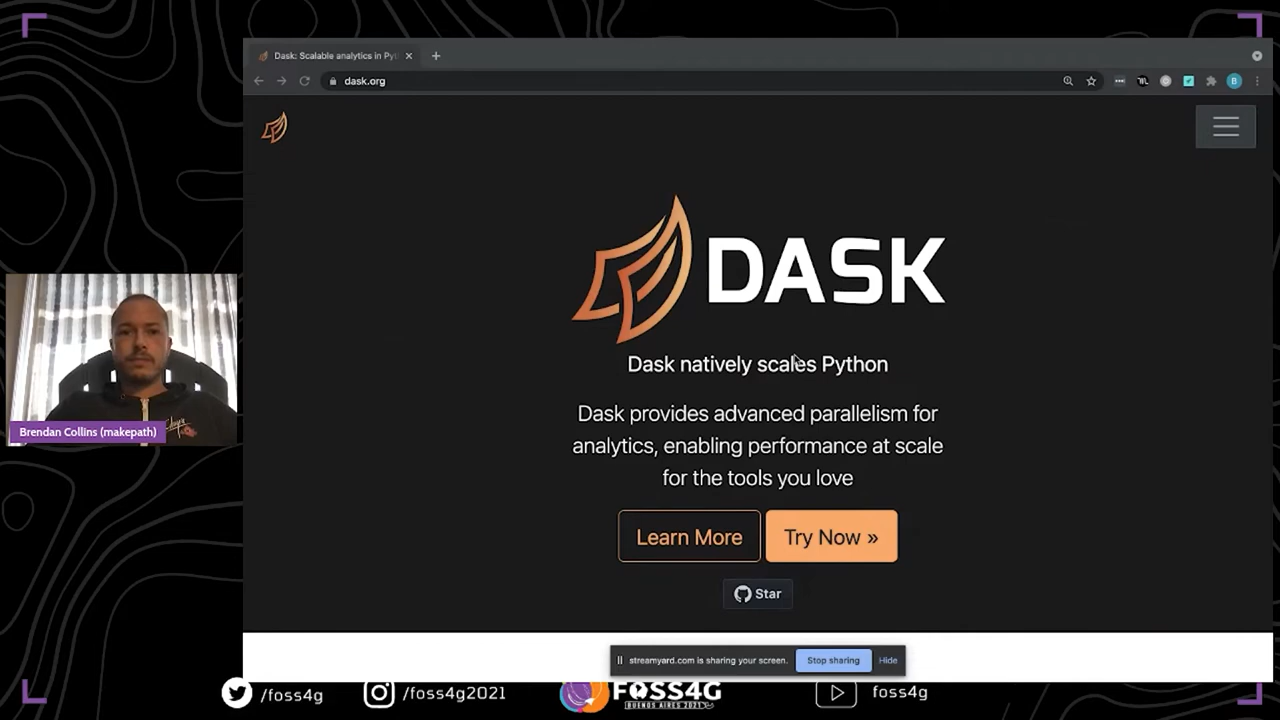 Dask: Scalable analytics in Pyt
dask.org
B
DASK
Dask natively scales Python
Dask provides advanced parallelism for
analytics, enabling performance at scale
for the tools you love
Learn More
Try Now »
Star
Brendan Collins (makepath)
streamyard.com is sharing your screen.
Stop sharing
Hide
/foss4g
/foss4g2021
FOSS4G
BUENOS AIRES 2021
foss4g